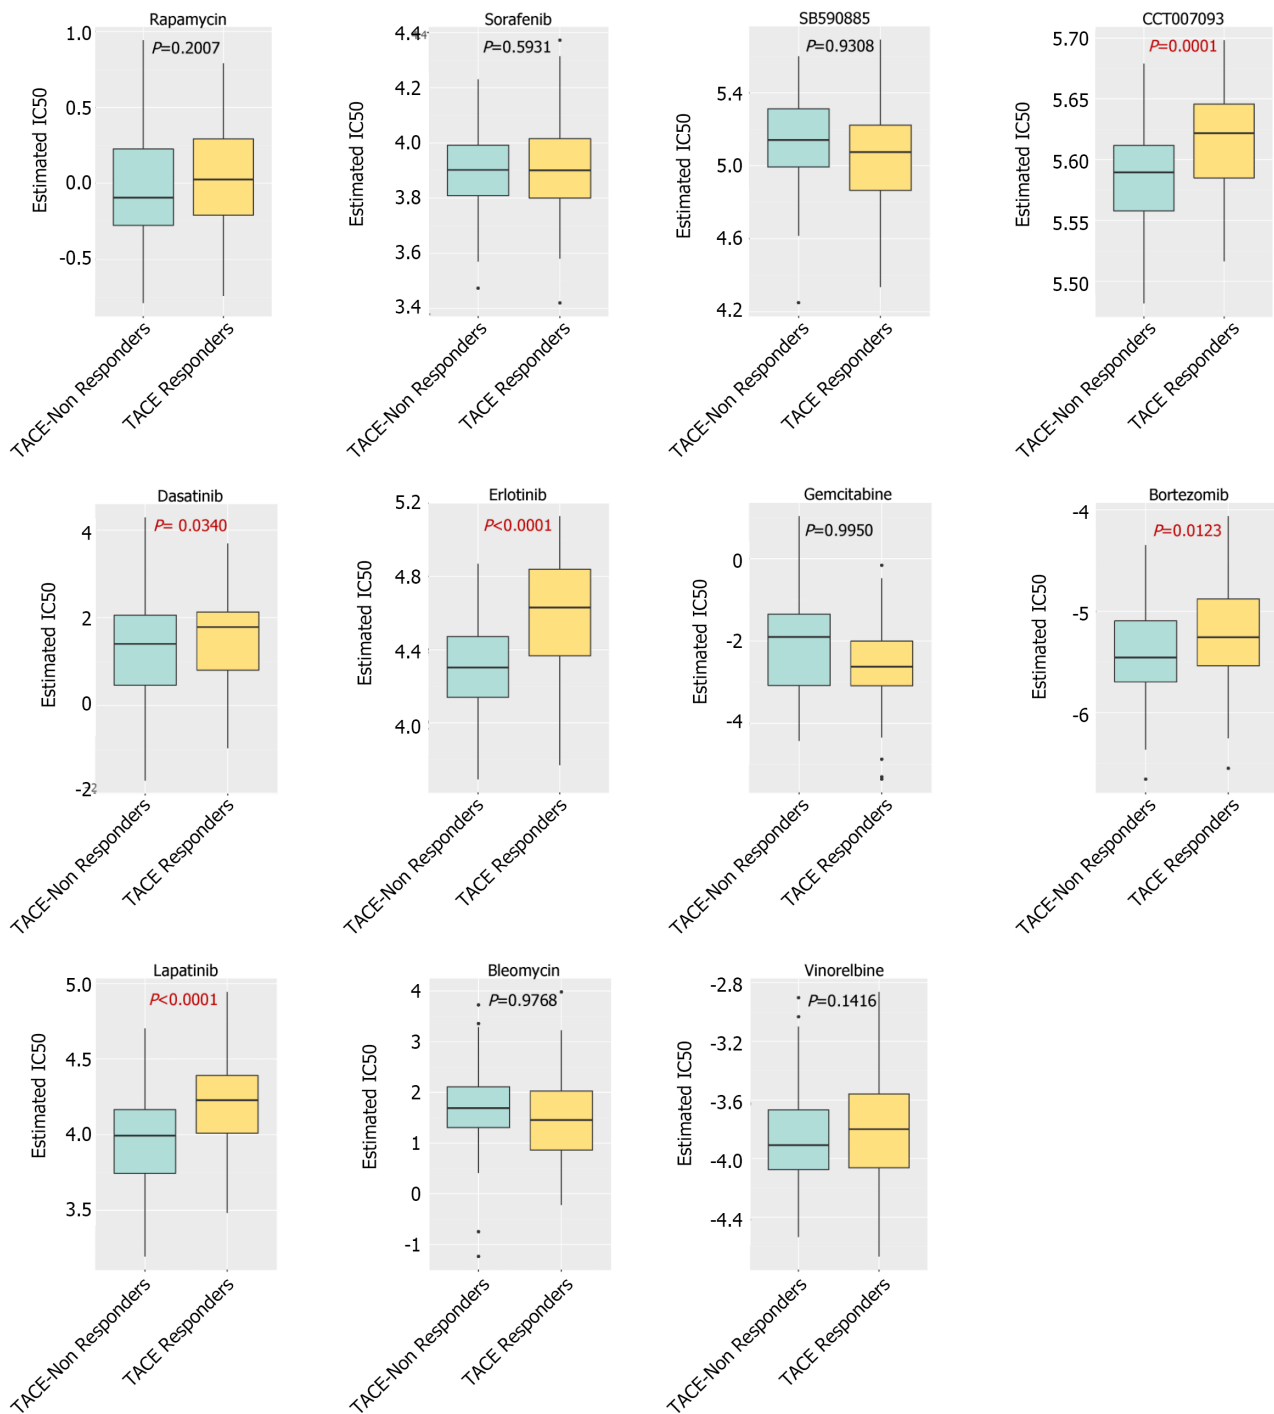 Rapamycin
P=0.2007
Estimated IC50
1.0
0.5
0.0
-0.5
TACE-Non Responders
TACE Responders
Sorafenib
P=0.5931
Estimated IC50
4.4
4.2
4.0
3.8
3.6
3.4
TACE-Non Responders
TACE Responders
SB590885
P=0.9308
Estimated IC50
5.4
5.0
4.6
4.2
TACE-Non Responders
TACE Responders
CCT007093
P=0.0001
Estimated IC50
5.70
5.65
5.60
5.55
5.50
TACE-Non Responders
TACE Responders
Dasatinib
P= 0.0340
Estimated IC50
4
2
0
-2
TACE-Non Responders
TACE Responders
Erlotinib
P<0.0001
Estimated IC50
5.2
4.8
4.4
4.0
TACE-Non Responders
TACE Responders
Gemcitabine
P=0.9950
Estimated IC50
0
-2
-4
TACE-Non Responders
TACE Responders
Bortezomib
P=0.0123
Estimated IC50
-4
-5
-6
TACE-Non Responders
TACE Responders
Lapatinib
P<0.0001
Estimated IC50
5.0
4.5
4.0
3.5
TACE-Non Responders
TACE Responders
Bleomycin
P=0.9768
Estimated IC50
4
3
2
1
0
-1
TACE-Non Responders
TACE Responders
Vinorelbine
P=0.1416
Estimated IC50
-2.8
-3.2
-3.6
-4.0
-4.4
TACE-Non Responders
TACE Responders